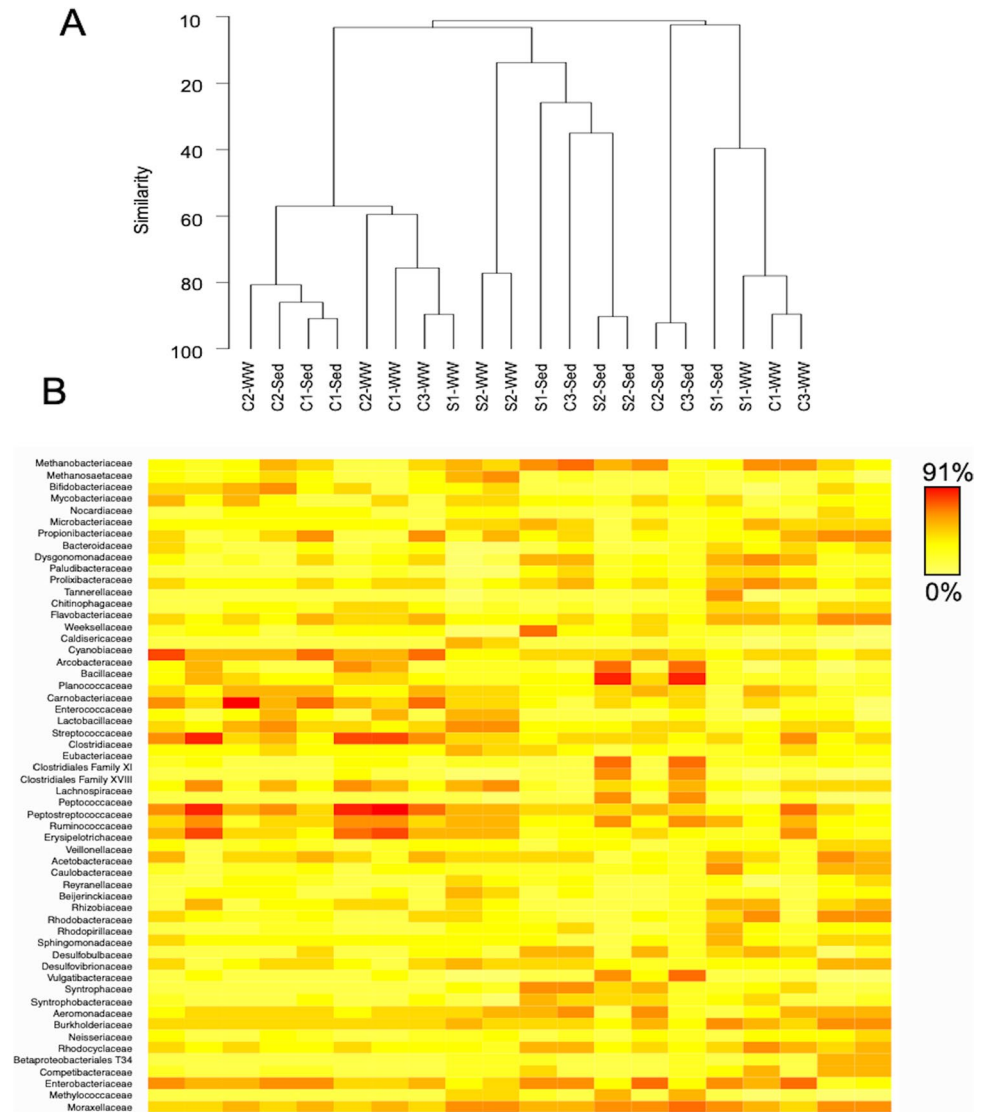 A
10
20
40
60
80
100
Similarity
C2-WW
C2-Sed
C1-Sed
C1-Sed
C2-WW
C1-WW
C3-WW
S1-WW
S2-WW
S2-WW
S1-Sed
C3-Sed
S2-Sed
S2-Sed
C2-Sed
C3-Sed
S1-Sed
S1-WW
C1-WW
C3-WW
B
Methanobacteriaceae
Methanosaetaceae
Bifidobacteriaceae
Mycobacteriaceae
Nocardiaceae
Microbacteriaceae
Propionibacteriaceae
Bacteroidaceae
Dysgonomonadaceae
Paludibacteraceae
Prolixibacteraceae
Tannerellaceae
Chitinophagaceae
Flavobacteriaceae
Weeksellaceae
Caldisericaceae
Cyanobiaceae
Arcobacteraceae
Bacillaceae
Planococcaceae
Carnobacteriaceae
Enterococcaceae
Lactobacillaceae
Streptococcaceae
Clostridiaceae
Eubacteriaceae
Clostridiales Family XI
Clostridiales Family XVIII
Lachnospiraceae
Peptococcaceae
Peptostreptococcaceae
Ruminococcaceae
Erysipelotrichaceae
Veillonellaceae
Acetobacteraceae
Caulobacteraceae
Reyranellaceae
Beijerinckiaceae
Rhizobiaceae
Rhodobacteraceae
Rhodopirillaceae
Sphingomonadaceae
Desulfobulbaceae
Desulfovibrionaceae
Vulgatibacteraceae
Syntrophaceae
Syntrophobacteraceae
Aeromonadaceae
Burkholderiaceae
Neisseriaceae
Rhodocyclaceae
Betaproteobacteriales T34
Competibacteraceae
Enterobacteriaceae
Methylococcaceae
Moraxellaceae
91%
0%